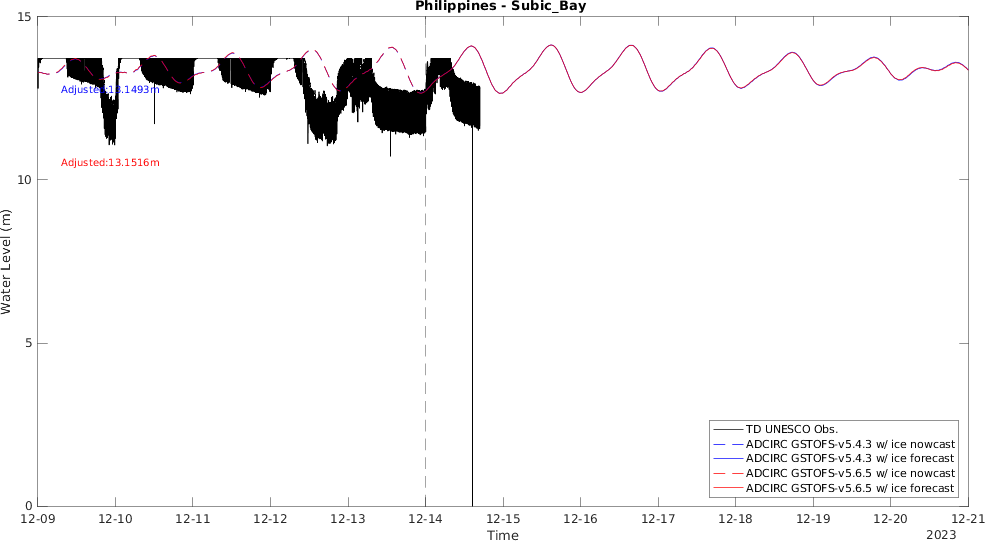 Philippines - Subic_Bay
15
10
5
0
Water Level (m)
Adjusted:13.1493m
Adjusted:13.1516m
TD UNESCO Obs.
ADCIRC GSTOFS-v5.4.3 w/ ice nowcast
ADCIRC GSTOFS-v5.4.3 w/ ice forecast
ADCIRC GSTOFS-v5.6.5 w/ ice nowcast
ADCIRC GSTOFS-v5.6.5 w/ ice forecast
12-09 12-10 12-11 12-12 12-13 12-14 12-15 12-16 12-17 12-18 12-19 12-20 12-21
Time
2023